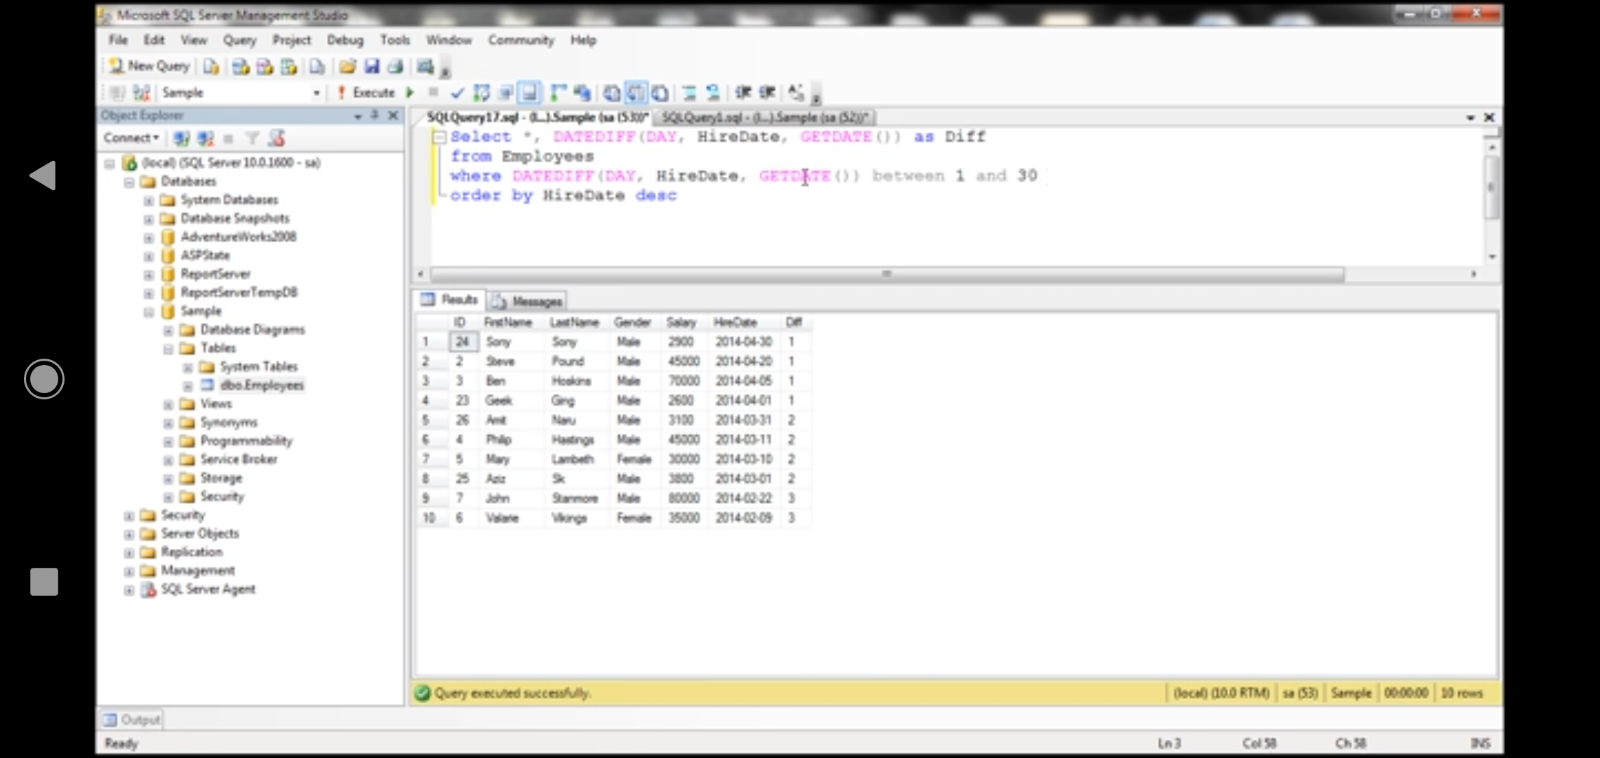 Microsoft SQL Server Management Studio
File Edit View Query Project Debug Tools Window Community Help
New Query
Sample Execute
Object Explorer
Connect
(local) (SQL Server 10.0.1600 - sa)
Databases
System Databases
Database Snapshots
AdventureWorks2008
ASPState
ReportServer
ReportServerTempDB
Sample
Database Diagrams
Tables
System Tables
dbo.Employees
Views
Synonyms
Programmability
Service Broker
Storage
Security
Security
Server Objects
Replication
Management
SQL Server Agent
SQLQuery17.sql - (l...).Sample (sa (53))* SQLQuery1.sql - (l...).Sample (sa (52))*
Select *, DATEDIFF(DAY, HireDate, GETDATE()) as Diff
from Employees
where DATEDIFF(DAY, HireDate, GETDATE()) between 1 and 30
order by HireDate desc
Results Messages
ID FirstName LastName Gender Salary HireDate Diff
1 24 Sony Sony Male 2900 2014-04-30 1
2 2 Steve Pound Male 45000 2014-04-20 1
3 3 Ben Hoskins Male 70000 2014-04-05 1
4 23 Geek Ging Male 2600 2014-04-01 1
5 26 Amit Naru Male 3100 2014-03-31 2
6 4 Philip Hastings Male 45000 2014-03-11 2
7 5 Mary Lambeth Female 30000 2014-03-10 2
8 25 Aziz Sk Male 3800 2014-03-01 2
9 7 John Stanmore Male 80000 2014-02-22 3
10 6 Valarie Vikings Female 35000 2014-02-09 3
Query executed successfully. (local) (10.0 RTM) sa (53) Sample 00:00:00 10 rows
Output
Ready Ln 3 Col 58 Ch 58 INS